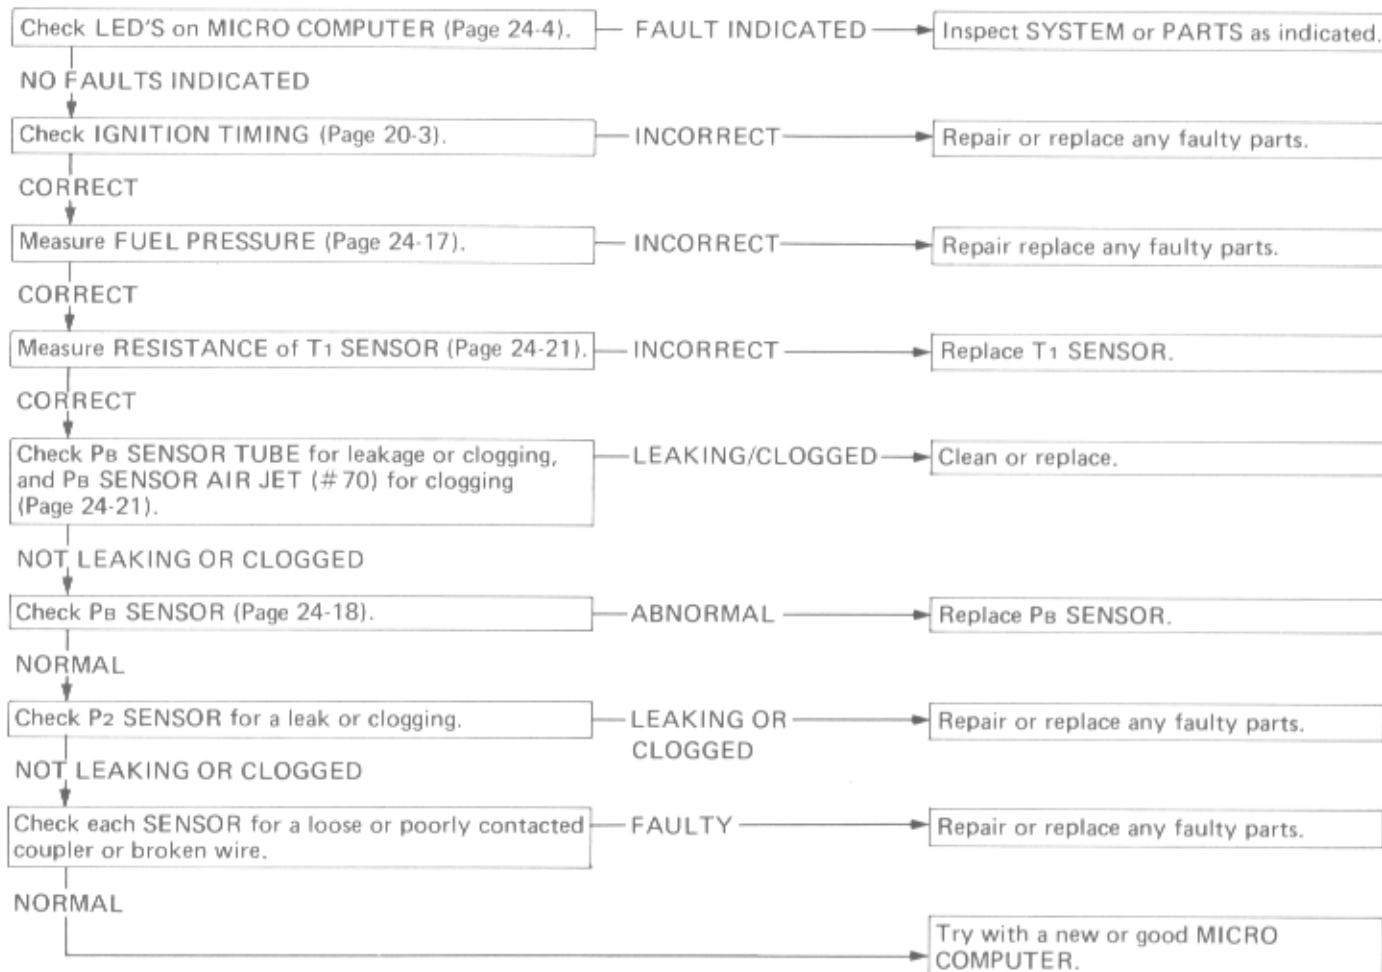 Check LED'S on MICRO COMPUTER (Page 24-4).
FAULT INDICATED
Inspect SYSTEM or PARTS as indicated.
NO FAULTS INDICATED
Check IGNITION TIMING (Page 20-3).
INCORRECT
Repair or replace any faulty parts.
CORRECT
Measure FUEL PRESSURE (Page 24-17).
INCORRECT
Repair replace any faulty parts.
CORRECT
Measure RESISTANCE of T1 SENSOR (Page 24-21).
INCORRECT
Replace T1 SENSOR.
CORRECT
Check PB SENSOR TUBE for leakage or clogging,
and PB SENSOR AIR JET (#70) for clogging
(Page 24-21).
LEAKING/CLOGGED
Clean or replace.
NOT LEAKING OR CLOGGED
Check PB SENSOR (Page 24-18).
ABNORMAL
Replace PB SENSOR.
NORMAL
Check P2 SENSOR for a leak or clogging.
LEAKING OR
CLOGGED
Repair or replace any faulty parts.
NOT LEAKING OR CLOGGED
Check each SENSOR for a loose or poorly contacted
coupler or broken wire.
FAULTY
Repair or replace any faulty parts.
NORMAL
Try with a new or good MICRO
COMPUTER.